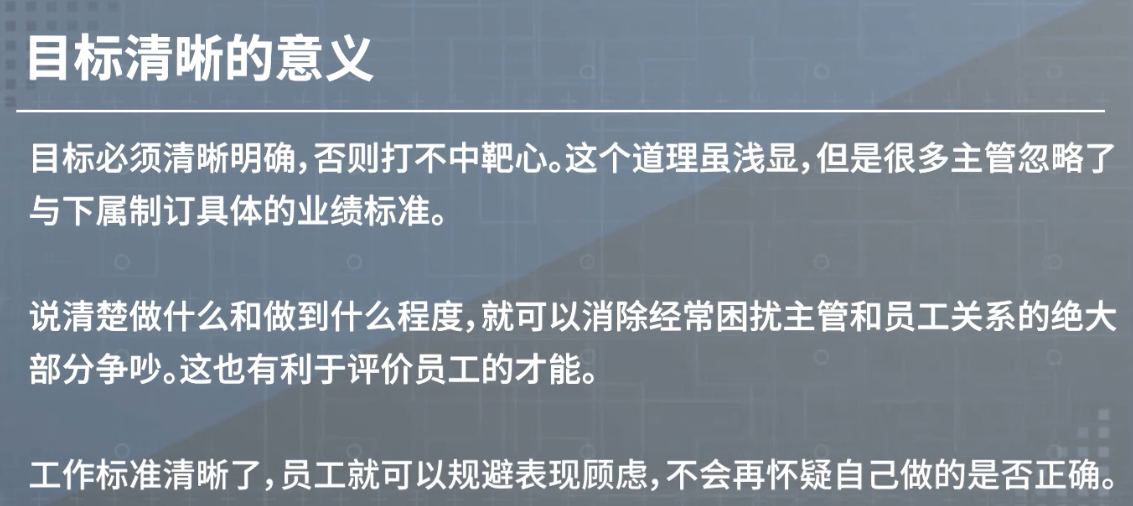 目标清晰的意义
目标必须清晰明确，否则打不中靶心。这个道理虽浅显，但是很多主管忽略了
与下属制订具体的业绩标准。
说清楚做什么和做到什么程度，就可以消除经常困扰主管和员工关系的绝大
部分争吵。这也有利于评价员工的才能。
工作标准清晰了，员工就可以规避表现顾虑，不会再怀疑自己做的是否正确。